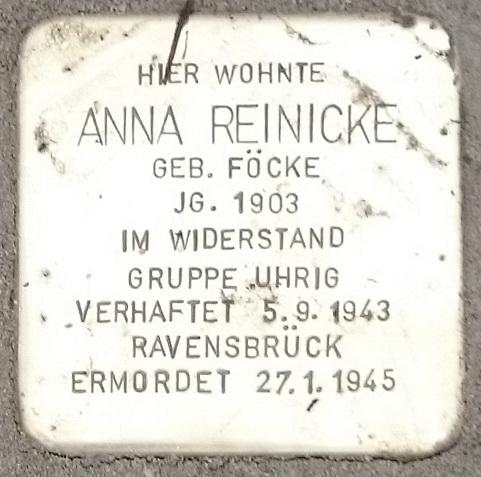 HIER WOHNTE
ANNA REINICKE
GEB. FÖCKE
JG. 1903
IM WIDERSTAND
GRUPPE UHRIG
VERHAFTET 5.9.1943
RAVENSBRÜCK
ERMORDET 27.1.1945